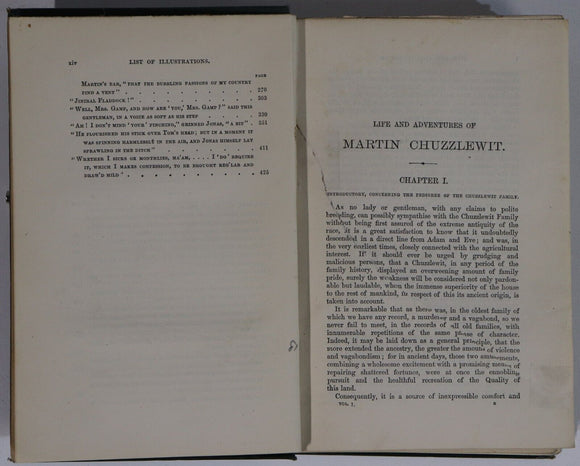 xiv LIST OF ILLUSTRATIONS.
PAGE
MARTIN'S EAR, "THAT THE BUBBLING PASSIONS OF MY COUNTRY
FIND A VENT" . . . . . . . . . . 270
"JINIRAL FLADDOCK!" . . . . . . . . . . 303
"WELL, MRS. GAMP, AND HOW ARE 'YOU,' MRS. GAMP?" SAID THIS
GENTLEMAN, IN A VOICE AS SOFT AS HIS STEP . . . . 330
"AH! I DON'T MIND 'YOUR' PINCHING," GRINNED JONAS, "A BIT" . 351
"HE FLOURISHED HIS STICK OVER TOM'S HEAD; BUT IN A MOMENT IT
WAS SPINNING HARMLESSLY IN THE AIR, AND JONAS HIMSELF LAY
SPRAWLING IN THE DITCH" . . . . . . . . 411
"WHETHER I SICKS OR MONTHLIES, MA'AM, . . . . I 'DO' REQUIRE
IT, WHICH I MAKES CONFESSION, TO BE BROUGHT REG'LAR AND
DRAW'D MILD" . . . . . . . . . . 425
LIFE AND ADVENTURES OF
MARTIN CHUZZLEWIT.
CHAPTER I.
INTRODUCTORY, CONCERNING THE PEDIGREE OF THE CHUZZLEWIT FAMILY.
As no lady or gentleman, with any claims to polite
breeding, can possibly sympathise with the Chuzzlewit Family
without being first assured of the extreme antiquity of the
race, it is a great satisfaction to know that it undoubtedly
descended in a direct line from Adam and Eve; and was, in
the very earliest times, closely connected with the agricultural
interest. If it should ever be urged by grudging and
malicious persons, that a Chuzzlewit, in any period of the
family history, displayed an overweening amount of family
pride, surely the weakness will be considered not only pardon-
able but laudable, when the immense superiority of the house
to the rest of mankind, in respect of this its ancient origin, is
taken into account.
It is remarkable that as there was, in the oldest family of
which we have any record, a murderer and a vagabond, so we
never fail to meet, in the records of all old families, with
innumerable repetitions of the same phase of character.
Indeed, it may be laid down as a general principle, that the
more extended the ancestry, the greater the amount of violence
and vagabondism; for in ancient days, those two amusements,
combining a wholesome excitement with a promising means of
repairing shattered fortunes, were at once the ennobling
pursuit and the healthful recreation of the Quality of
this land.
Consequently, it is a source of inexpressible comfort and
VOL. I. B